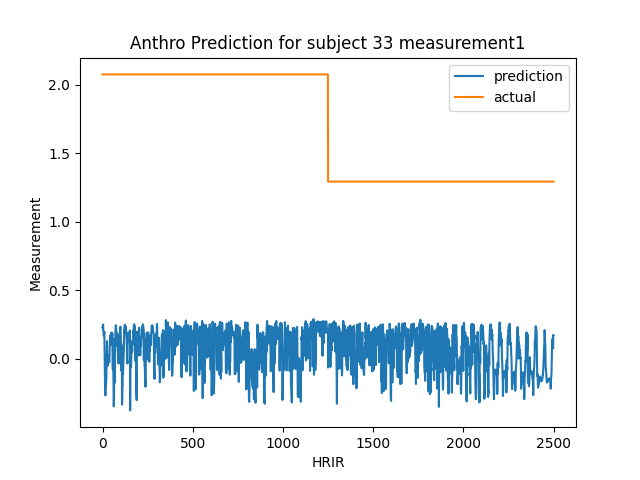 Anthro Prediction for subject 33 measurement1
prediction
actual
Measurement
2.0
1.5
1.0
0.5
0.0
0 500 1000 1500 2000 2500
HRIR